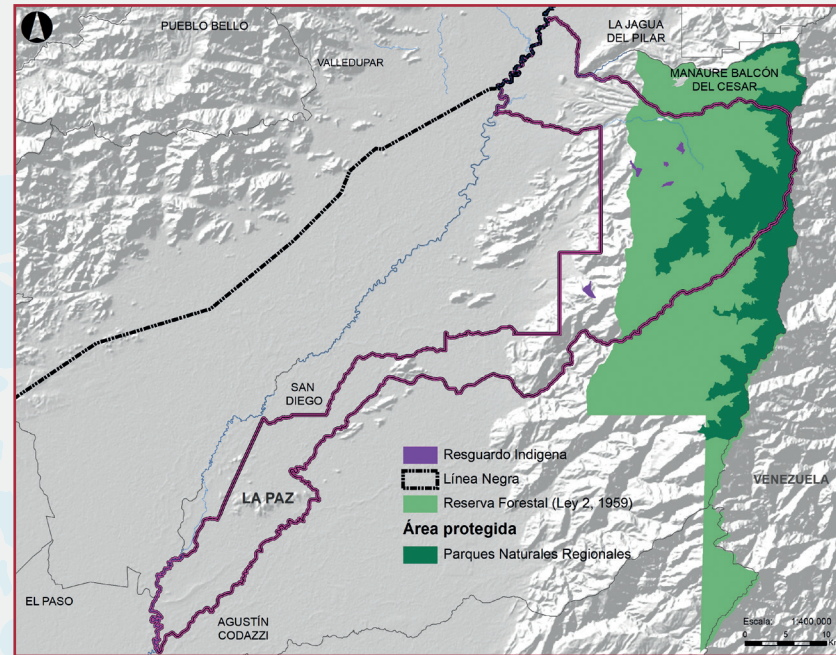 PUEBLO BELLO
LA JAGUA
DEL PILAR
VALLEDUPAR
MANAURE BALCÓN
DEL CESAR
SAN
DIEGO
LA PAZ
Resguardo Indigena
Línea Negra
Reserva Forestal (Ley 2, 1959)
Área protegida
Parques Naturales Regionales
VENEZUELA
EL PASO
AGUSTÍN
CODAZZI
Escala: 1:400,000
0 5 10